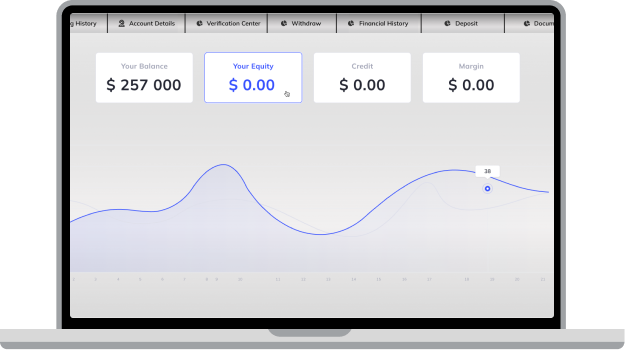 g History
Account Details
Verification Center
Withdraw
Financial History
Deposit
Docum
Your Balance
$ 257 000
Your Equity
$ 0.00
Credit
$ 0.00
Margin
$ 0.00
38